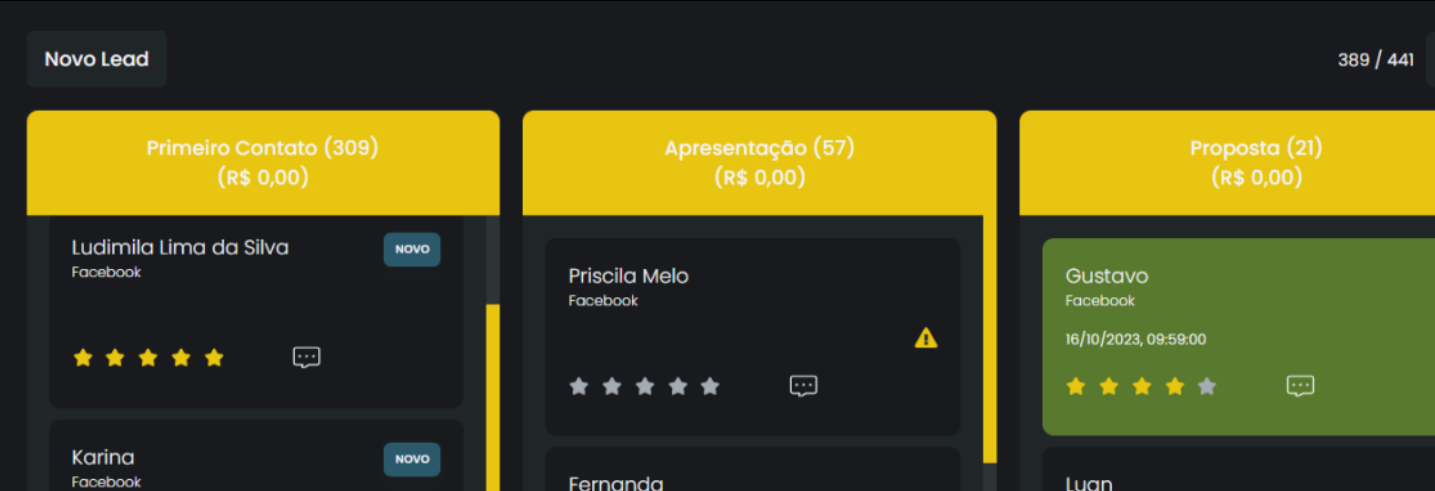 Novo Lead
389 / 441
Primeiro Contato (309)
(R$ 0,00)
Ludimila Lima da Silva
NOVO
Facebook
Karina
NOVO
Facebook
Apresentação (57)
(R$ 0,00)
Priscila Melo
Facebook
Fernanda
Proposta (21)
(R$ 0,00)
Gustavo
Facebook
16/10/2023, 09:59:00
Luan